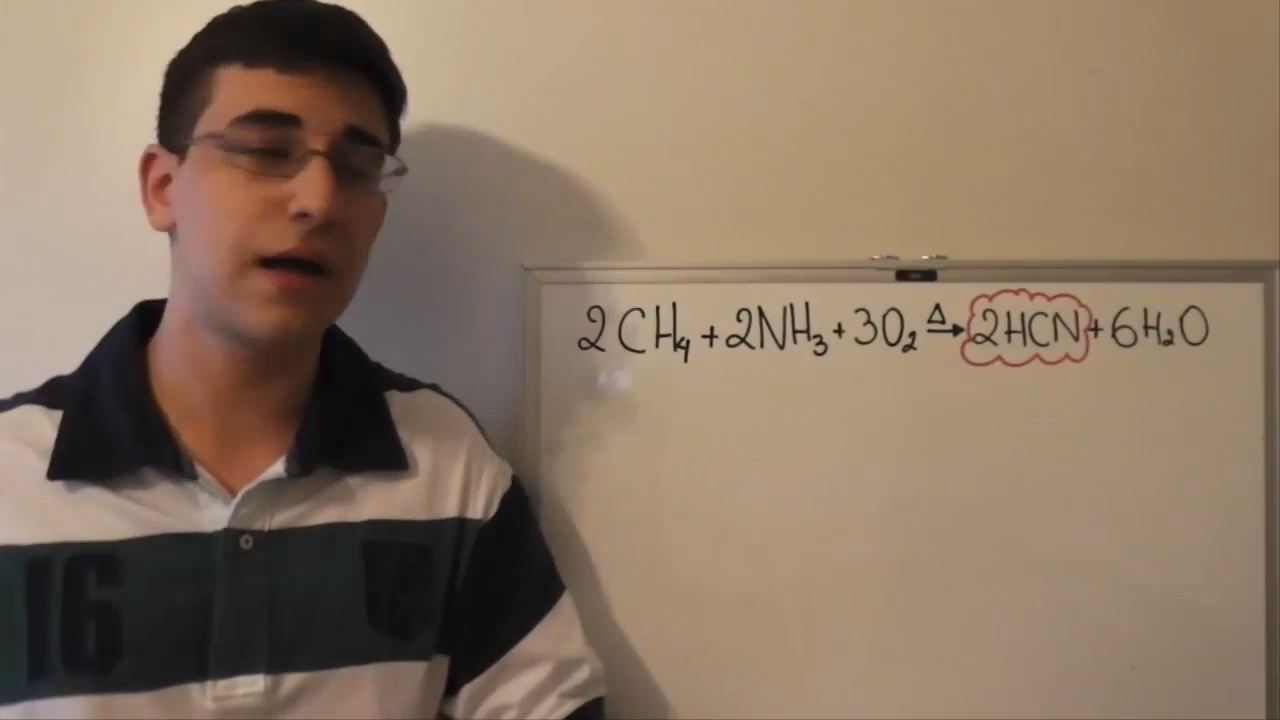 2CH₄ + 2NH₃ + 3O₂ Δ→ 2HCN + 6H₂O
16